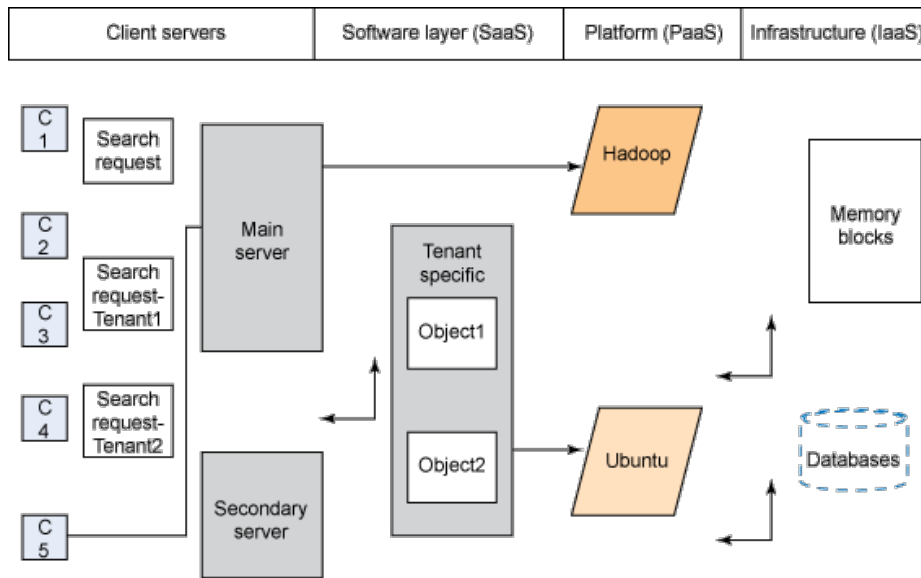 Client servers
Software layer (SaaS)
Platform (PaaS)
Infrastructure (IaaS)
C
1
Search
request
C
2
Search
request-
Tenant1
C
3
C
4
Search
request-
Tenant2
C
5
Main
server
Secondary
server
Tenant
specific
Object1
Object2
Hadoop
Ubuntu
Memory
blocks
Databases